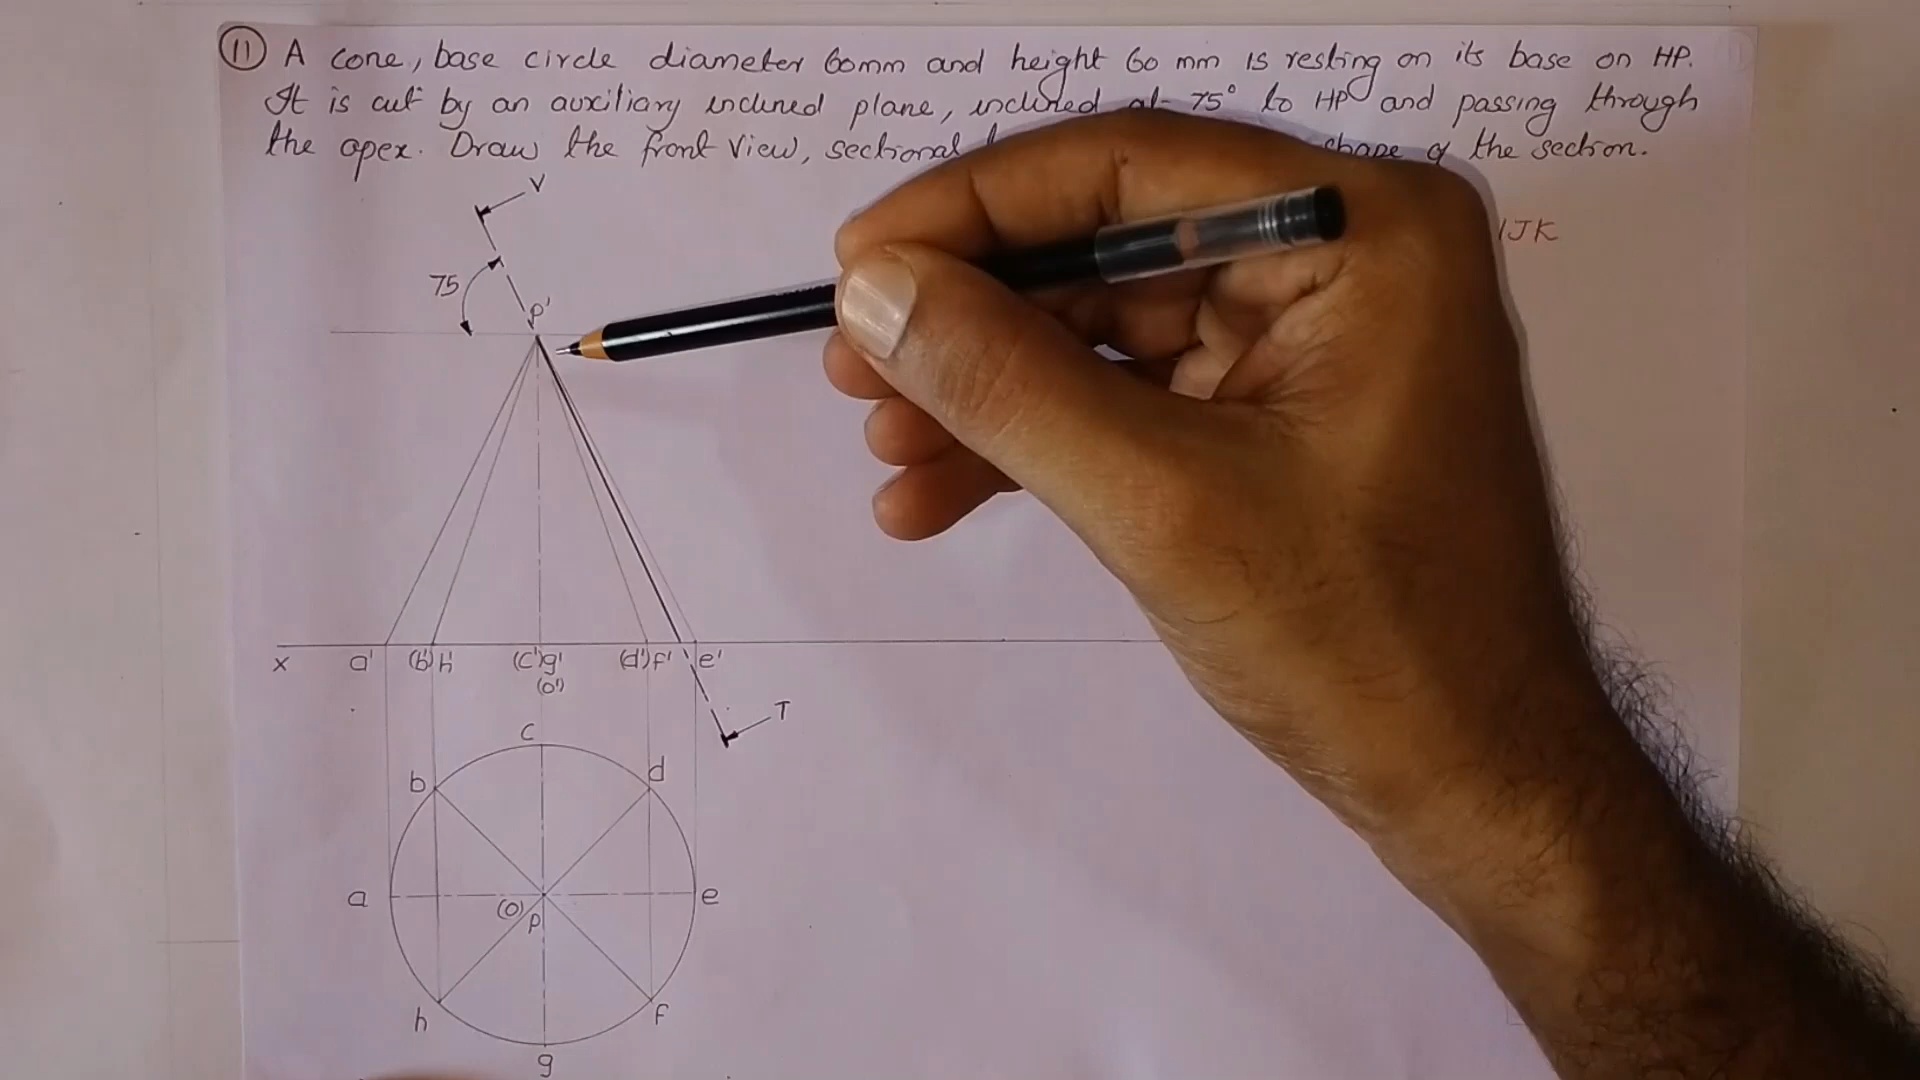 11 A cone, base circle diameter 60mm and height 60 mm is resting on its base on HP.
It is cut by an auxiliary inclined plane, inclined at 75° to HP and passing through
the apex. Draw the front view, sectional shape of the section.
V
IJK
75
p'
x a' (b')h' (c')g' (d')f' e'
(o')
T
c
b d
a (o) e
p
h f
g